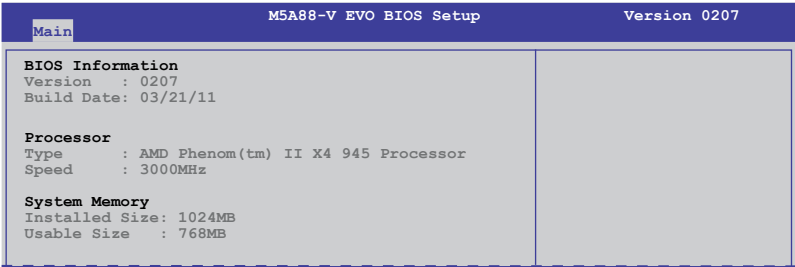 M5A88-V EVO BIOS Setup Version 0207
Main
BIOS Information
Version : 0207
Build Date: 03/21/11
Processor
Type : AMD Phenom(tm) II X4 945 Processor
Speed : 3000MHz
System Memory
Installed Size: 1024MB
Usable Size : 768MB